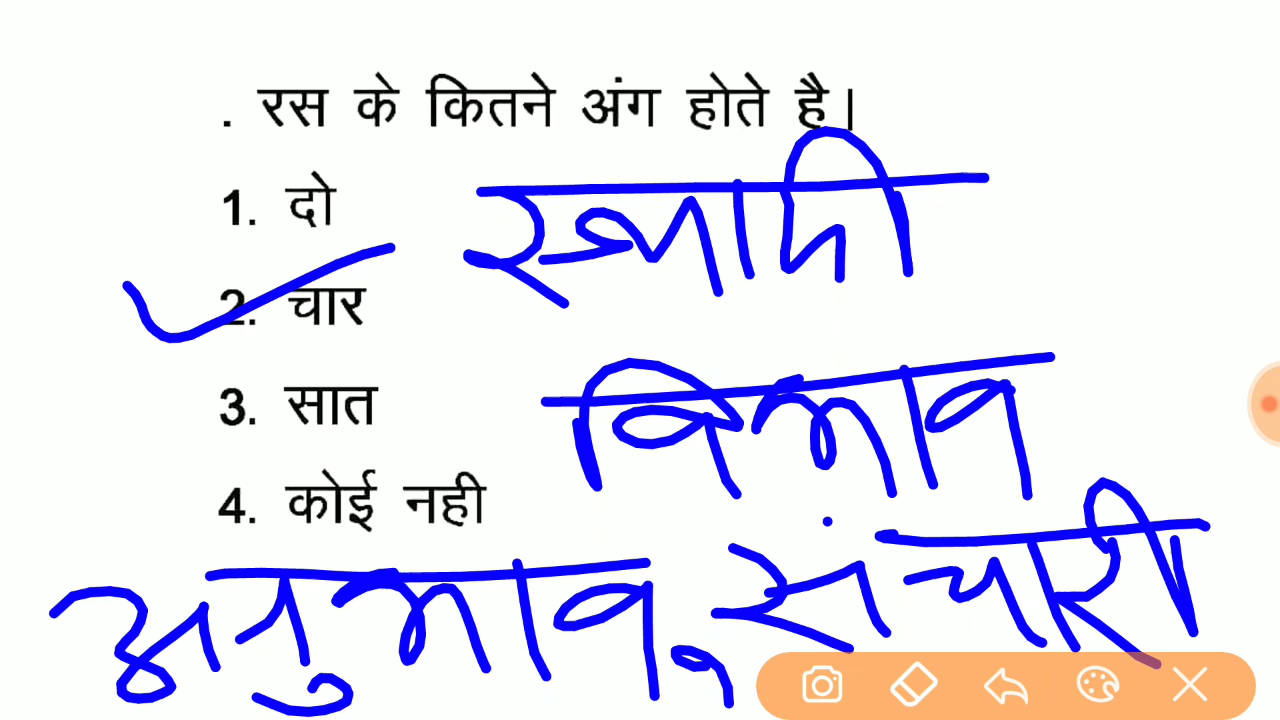 . रस के कितने अंग होते है।
1. दो
स्थायी
2. चार
विभाव
3. सात
4. कोई नही
अनुभाव, संचारी